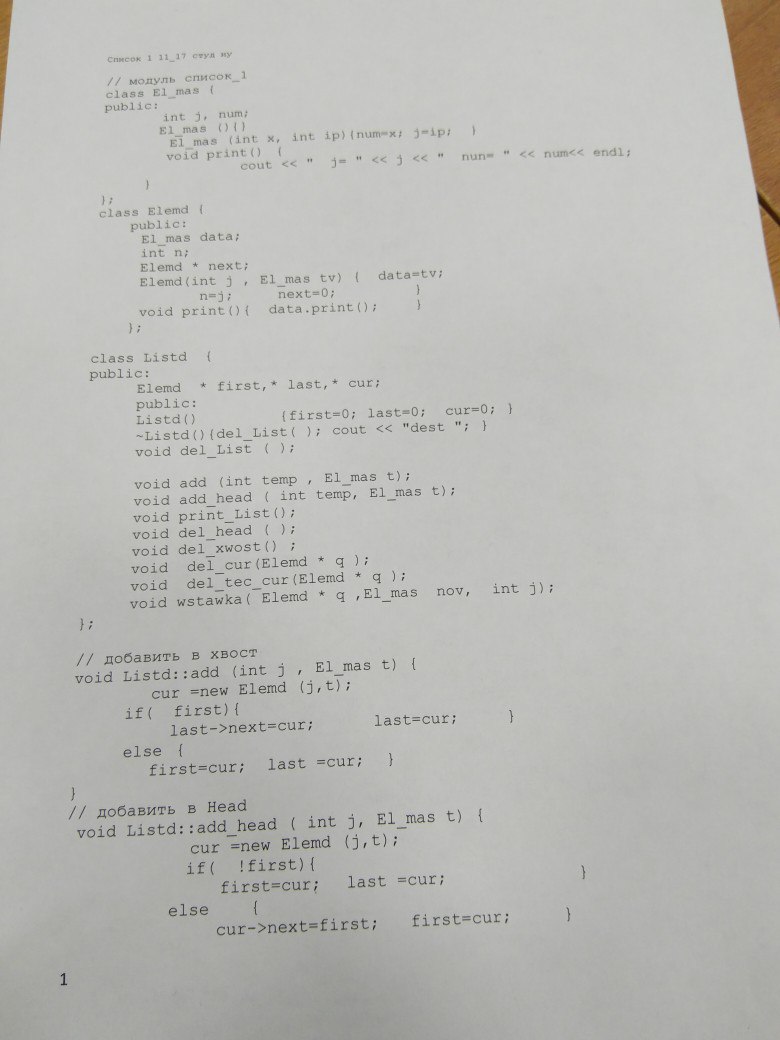 Список 1 11_17 студ ну
// модуль список_1
class El_mas {
public:
int j, num;
El_mas (){}
El_mas (int x, int ip){num=x; j=ip; }
void print() {
cout << " j= " << j << " nun= " << num<< endl;
}
};
class Elemd {
public:
El_mas data;
int n;
Elemd * next;
Elemd(int j , El_mas tv) { data=tv;
n=j; next=0; }
void print(){ data.print(); }
};
class Listd {
public:
Elemd * first,* last,* cur;
public:
Listd() {first=0; last=0; cur=0; }
~Listd(){del_List( ); cout << "dest "; }
void del_List ( );
void add (int temp , El_mas t);
void add_head ( int temp, El_mas t);
void print_List();
void del_head ( );
void del_xwost() ;
void del_cur(Elemd * q );
void del_tec_cur(Elemd * q );
void wstawka( Elemd * q ,El_mas nov, int j);
};
// добавить в хвост
void Listd::add (int j , El_mas t) {
cur =new Elemd (j,t);
if( first){
last->next=cur; last=cur; }
else {
first=cur; last =cur; }
}
// добавить в Head
void Listd::add_head ( int j, El_mas t) {
cur =new Elemd (j,t);
if( !first){
first=cur; last =cur; }
else {
cur->next=first; first=cur; }
1